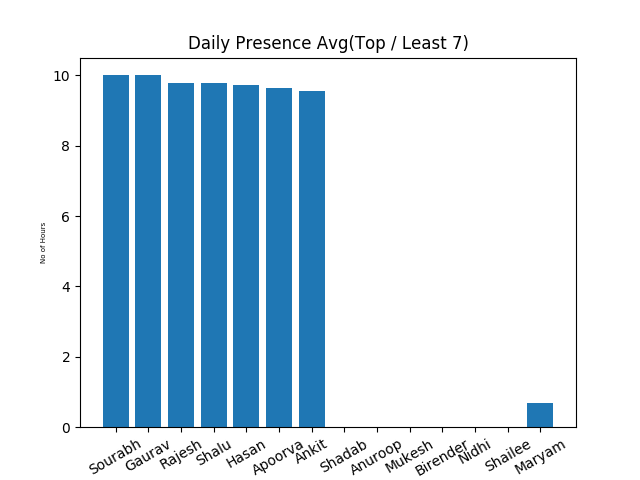 Daily Presence Avg(Top / Least 7)
10
8
6
4
2
0
No of Hours
Sourabh
Gaurav
Rajesh
Shalu
Hasan
Apoorva
Ankit
Shadab
Anuroop
Mukesh
Birender
Nidhi
Shailee
Maryam